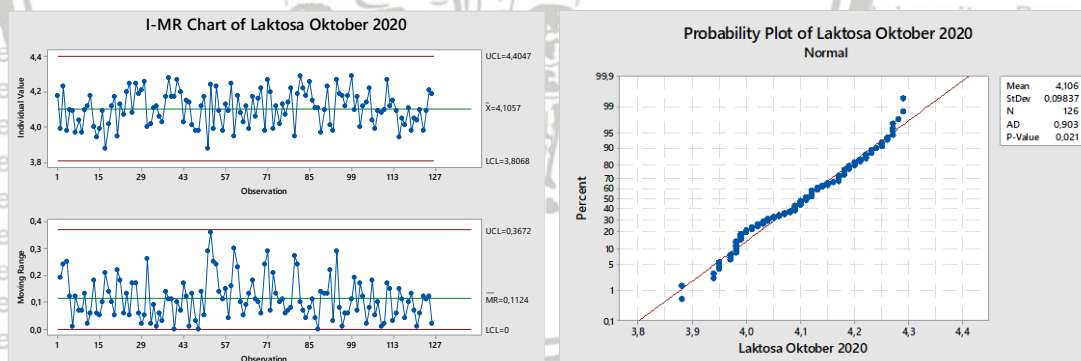 I-MR Chart of Laktosa Oktober 2020
Individual Value
4,4
4,2
4,0
3,8
UCL=4,4047
X=4,1057
LCL=3,8068
1 15 29 43 57 71 85 99 113 127
Observation
Moving Range
0,4
0,3
0,2
0,1
0,0
UCL=0,3672
MR=0,1124
LCL=0
1 15 29 43 57 71 85 99 113 127
Observation
Probability Plot of Laktosa Oktober 2020
Normal
Percent
99,9
99
95
90
80
70
60
50
40
30
20
10
5
1
0,1
3,8 3,9 4,0 4,1 4,2 4,3 4,4
Laktosa Oktober 2020
Mean 4,106
StDev 0,09837
N 126
AD 0,903
P-Value 0,021